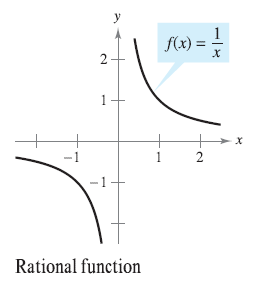 y
f(x) = 1/x
2
1
x
-1
1
2
-1
Rational function